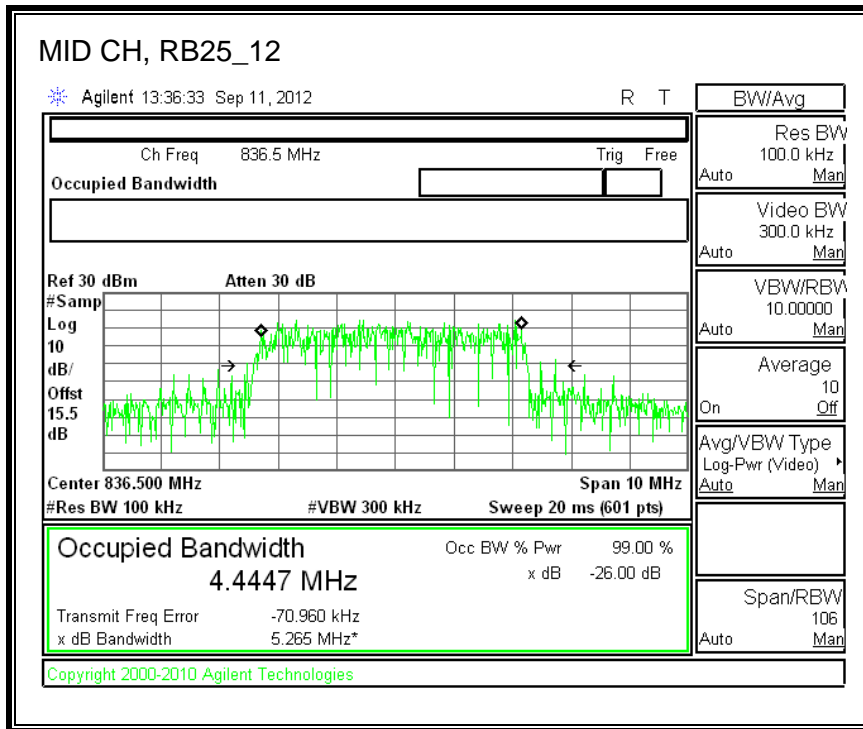 MID CH, RB25_12
Agilent 13:36:33 Sep 11, 2012 R T
Ch Freq 836.5 MHz Trig Free
Occupied Bandwidth
Ref 30 dBm Atten 30 dB
#Samp
Log
10
dB/
Offst
15.5
dB
Center 836.500 MHz Span 10 MHz
#Res BW 100 kHz #VBW 300 kHz Sweep 20 ms (601 pts)
Occupied Bandwidth Occ BW % Pwr 99.00 %
4.4447 MHz x dB -26.00 dB
Transmit Freq Error -70.960 kHz
x dB Bandwidth 5.265 MHz*
Copyright 2000-2010 Agilent Technologies
BW/Avg
Res BW
100.0 kHz
Auto Man
Video BW
300.0 kHz
Auto Man
VBW/RBW
10.00000
Auto Man
Average
10
On Off
Avg/VBW Type
Log-Pwr (Video)
Auto Man
Span/RBW
106
Auto Man